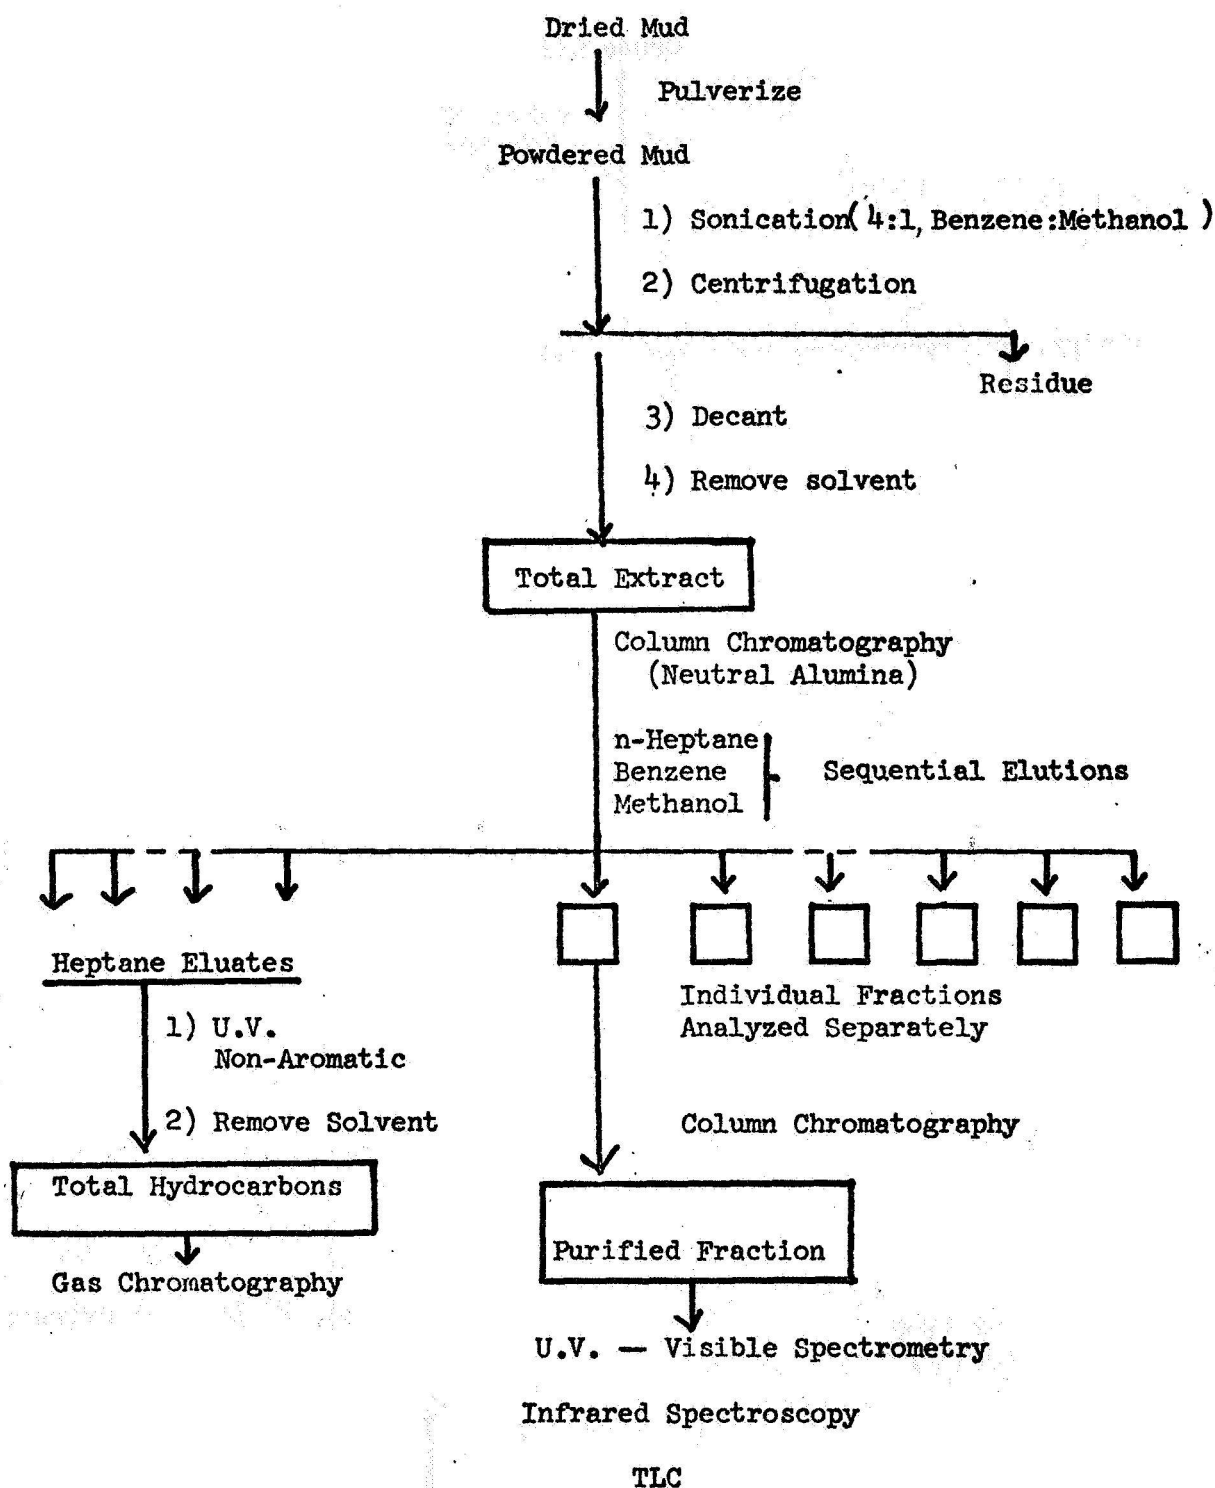 Dried Mud
Pulverize
Powdered Mud
1) Sonication(4:1, Benzene:Methanol )
2) Centrifugation
Residue
3) Decant
4) Remove solvent
Total Extract
Column Chromatography
(Neutral Alumina)
n-Heptane
Benzene
Methanol
Sequential Elutions
Heptane Eluates
1) U.V.
Non-Aromatic
2) Remove Solvent
Total Hydrocarbons
Gas Chromatography
Individual Fractions
Analyzed Separately
Column Chromatography
Purified Fraction
U.V. — Visible Spectrometry
Infrared Spectroscopy
TLC